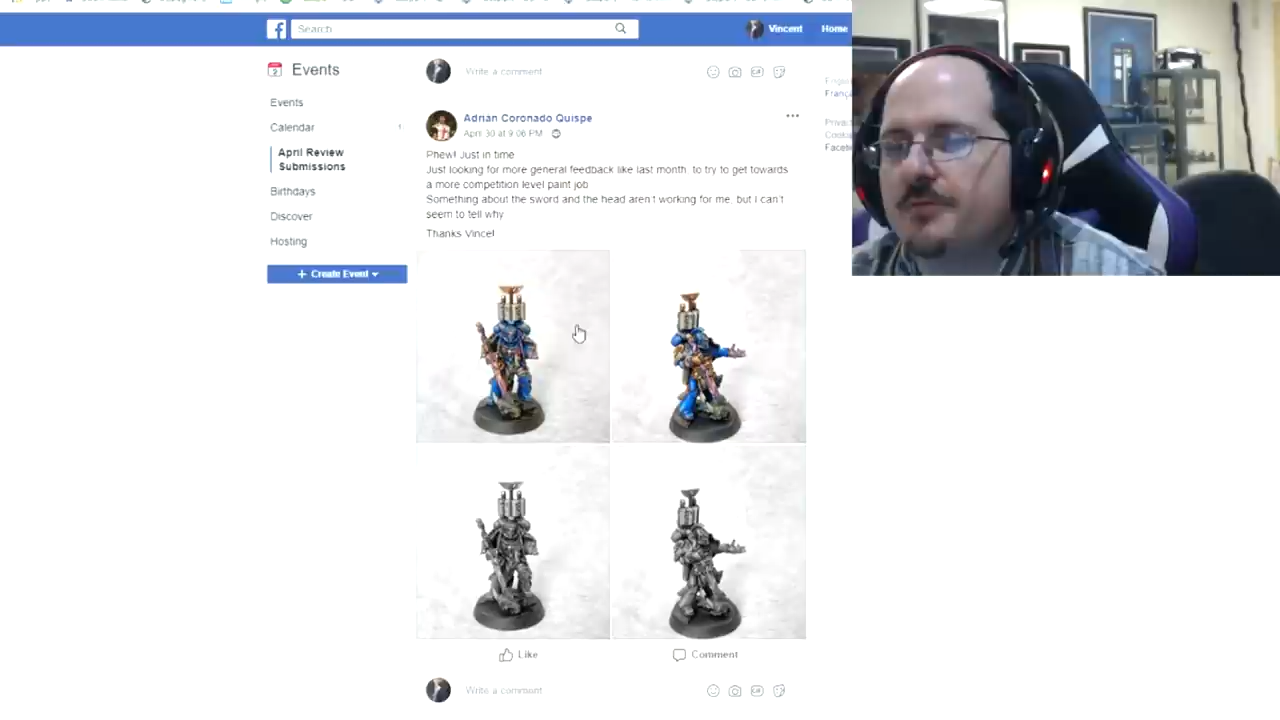 Search
Vincent Home
Events
Write a comment
Events
Calendar 1
April Review
Submissions
Birthdays
Discover
Hosting
+ Create Event
Adrian Coronado Quispe
April 30 at 9:06 PM
Phew! Just in time
Just looking for more general feedback like last month to try to get towards
a more competition level paint job
Something about the sword and the head aren't working for me, but I can't
seem to tell why
Thanks Vince!
Like
Comment
Write a comment